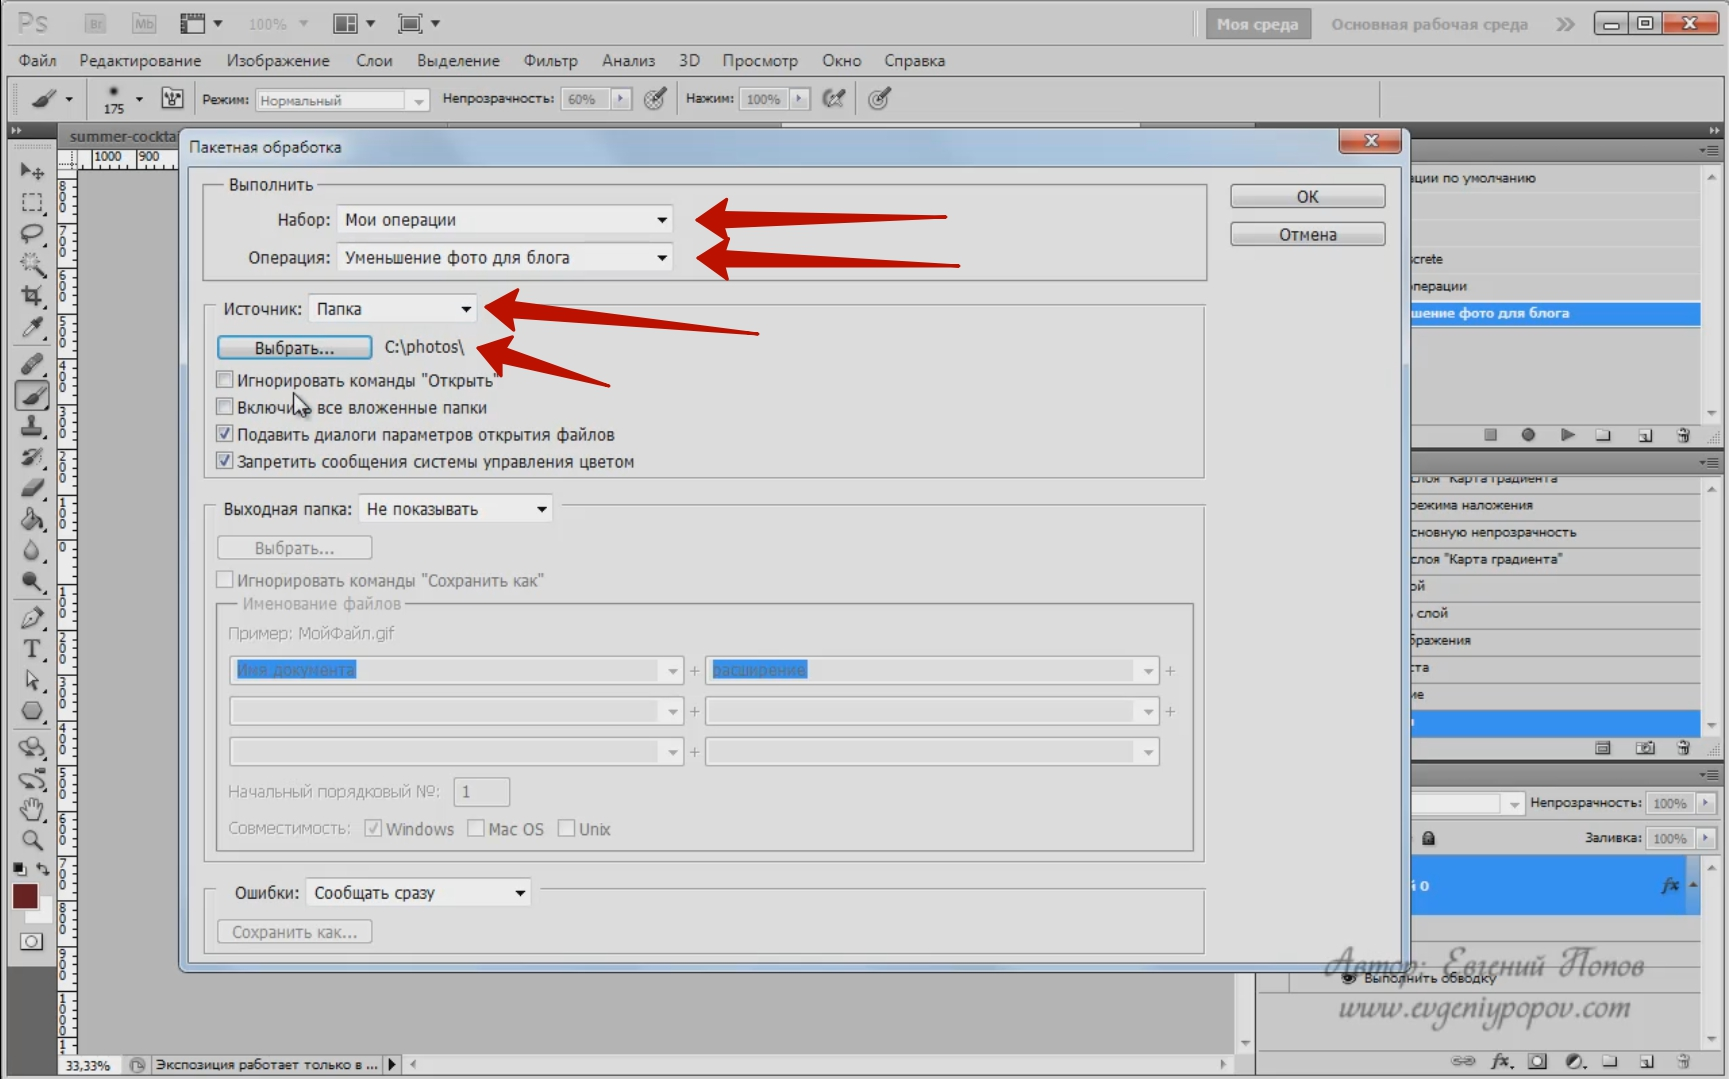 Ps Br Mb 100% Моя среда Основная рабочая среда
Файл Редактирование Изображение Слои Выделение Фильтр Анализ 3D Просмотр Окно Справка
175 Режим: Нормальный Непрозрачность: 60% Нажим: 100%
summer-cockta
1000 900
Пакетная обработка
Выполнить
Набор: Мои операции
Операция: Уменьшение фото для блога
OK
Отмена
Источник: Папка
Выбрать... C:\photos\
Игнорировать команды "Открыть"
Включи все вложенные папки
Подавить диалоги параметров открытия файлов
Запретить сообщения системы управления цветом
Выходная папка: Не показывать
Выбрать...
Игнорировать команды "Сохранить как"
Именование файлов
Пример: МойФайл.gif
Имя документа + расширение +
+ +
+
Начальный порядковый №: 1
Совместимость: Windows Mac OS Unix
Ошибки: Сообщать сразу
Сохранить как...
ции по умолчанию
crete
перации
шение фото для блога
слоя "Карта градиента"
режима наложения
сновную непрозрачность
слоя "Карта градиента"
ой
слой
бражения
ста
ие
Непрозрачность: 100%
Заливка: 100%
й 0 fx
Автор: Евгений Попов
Выполнить обводку
www.evgeniypopov.com
33,33% Экспозиция работает только в ...
fx